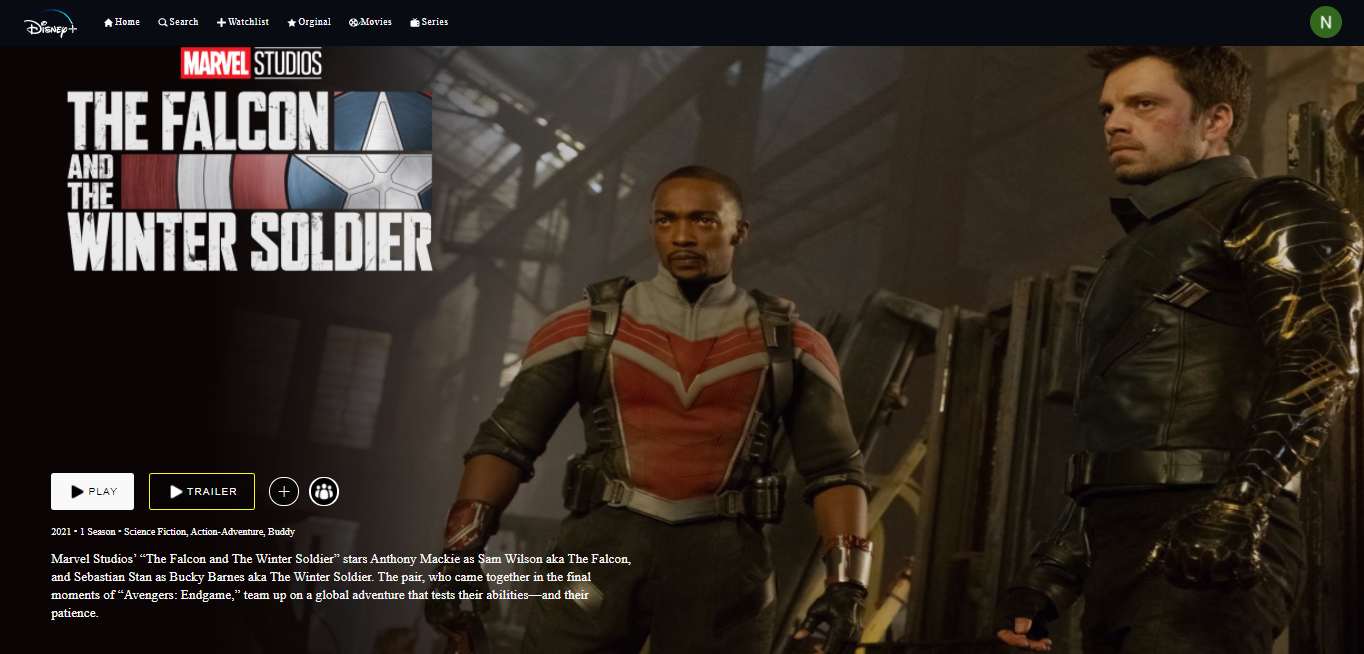 Disney+
Home
Search
Watchlist
Orginal
Movies
Series
N
MARVEL STUDIOS
THE FALCON
AND
THE
WINTER SOLDIER
PLAY
TRAILER
2021 • 1 Season • Science Fiction, Action-Adventure, Buddy
Marvel Studios’ “The Falcon and The Winter Soldier” stars Anthony Mackie as Sam Wilson aka The Falcon,
and Sebastian Stan as Bucky Barnes aka The Winter Soldier. The pair, who came together in the final
moments of “Avengers: Endgame,” team up on a global adventure that tests their abilities—and their
patience.